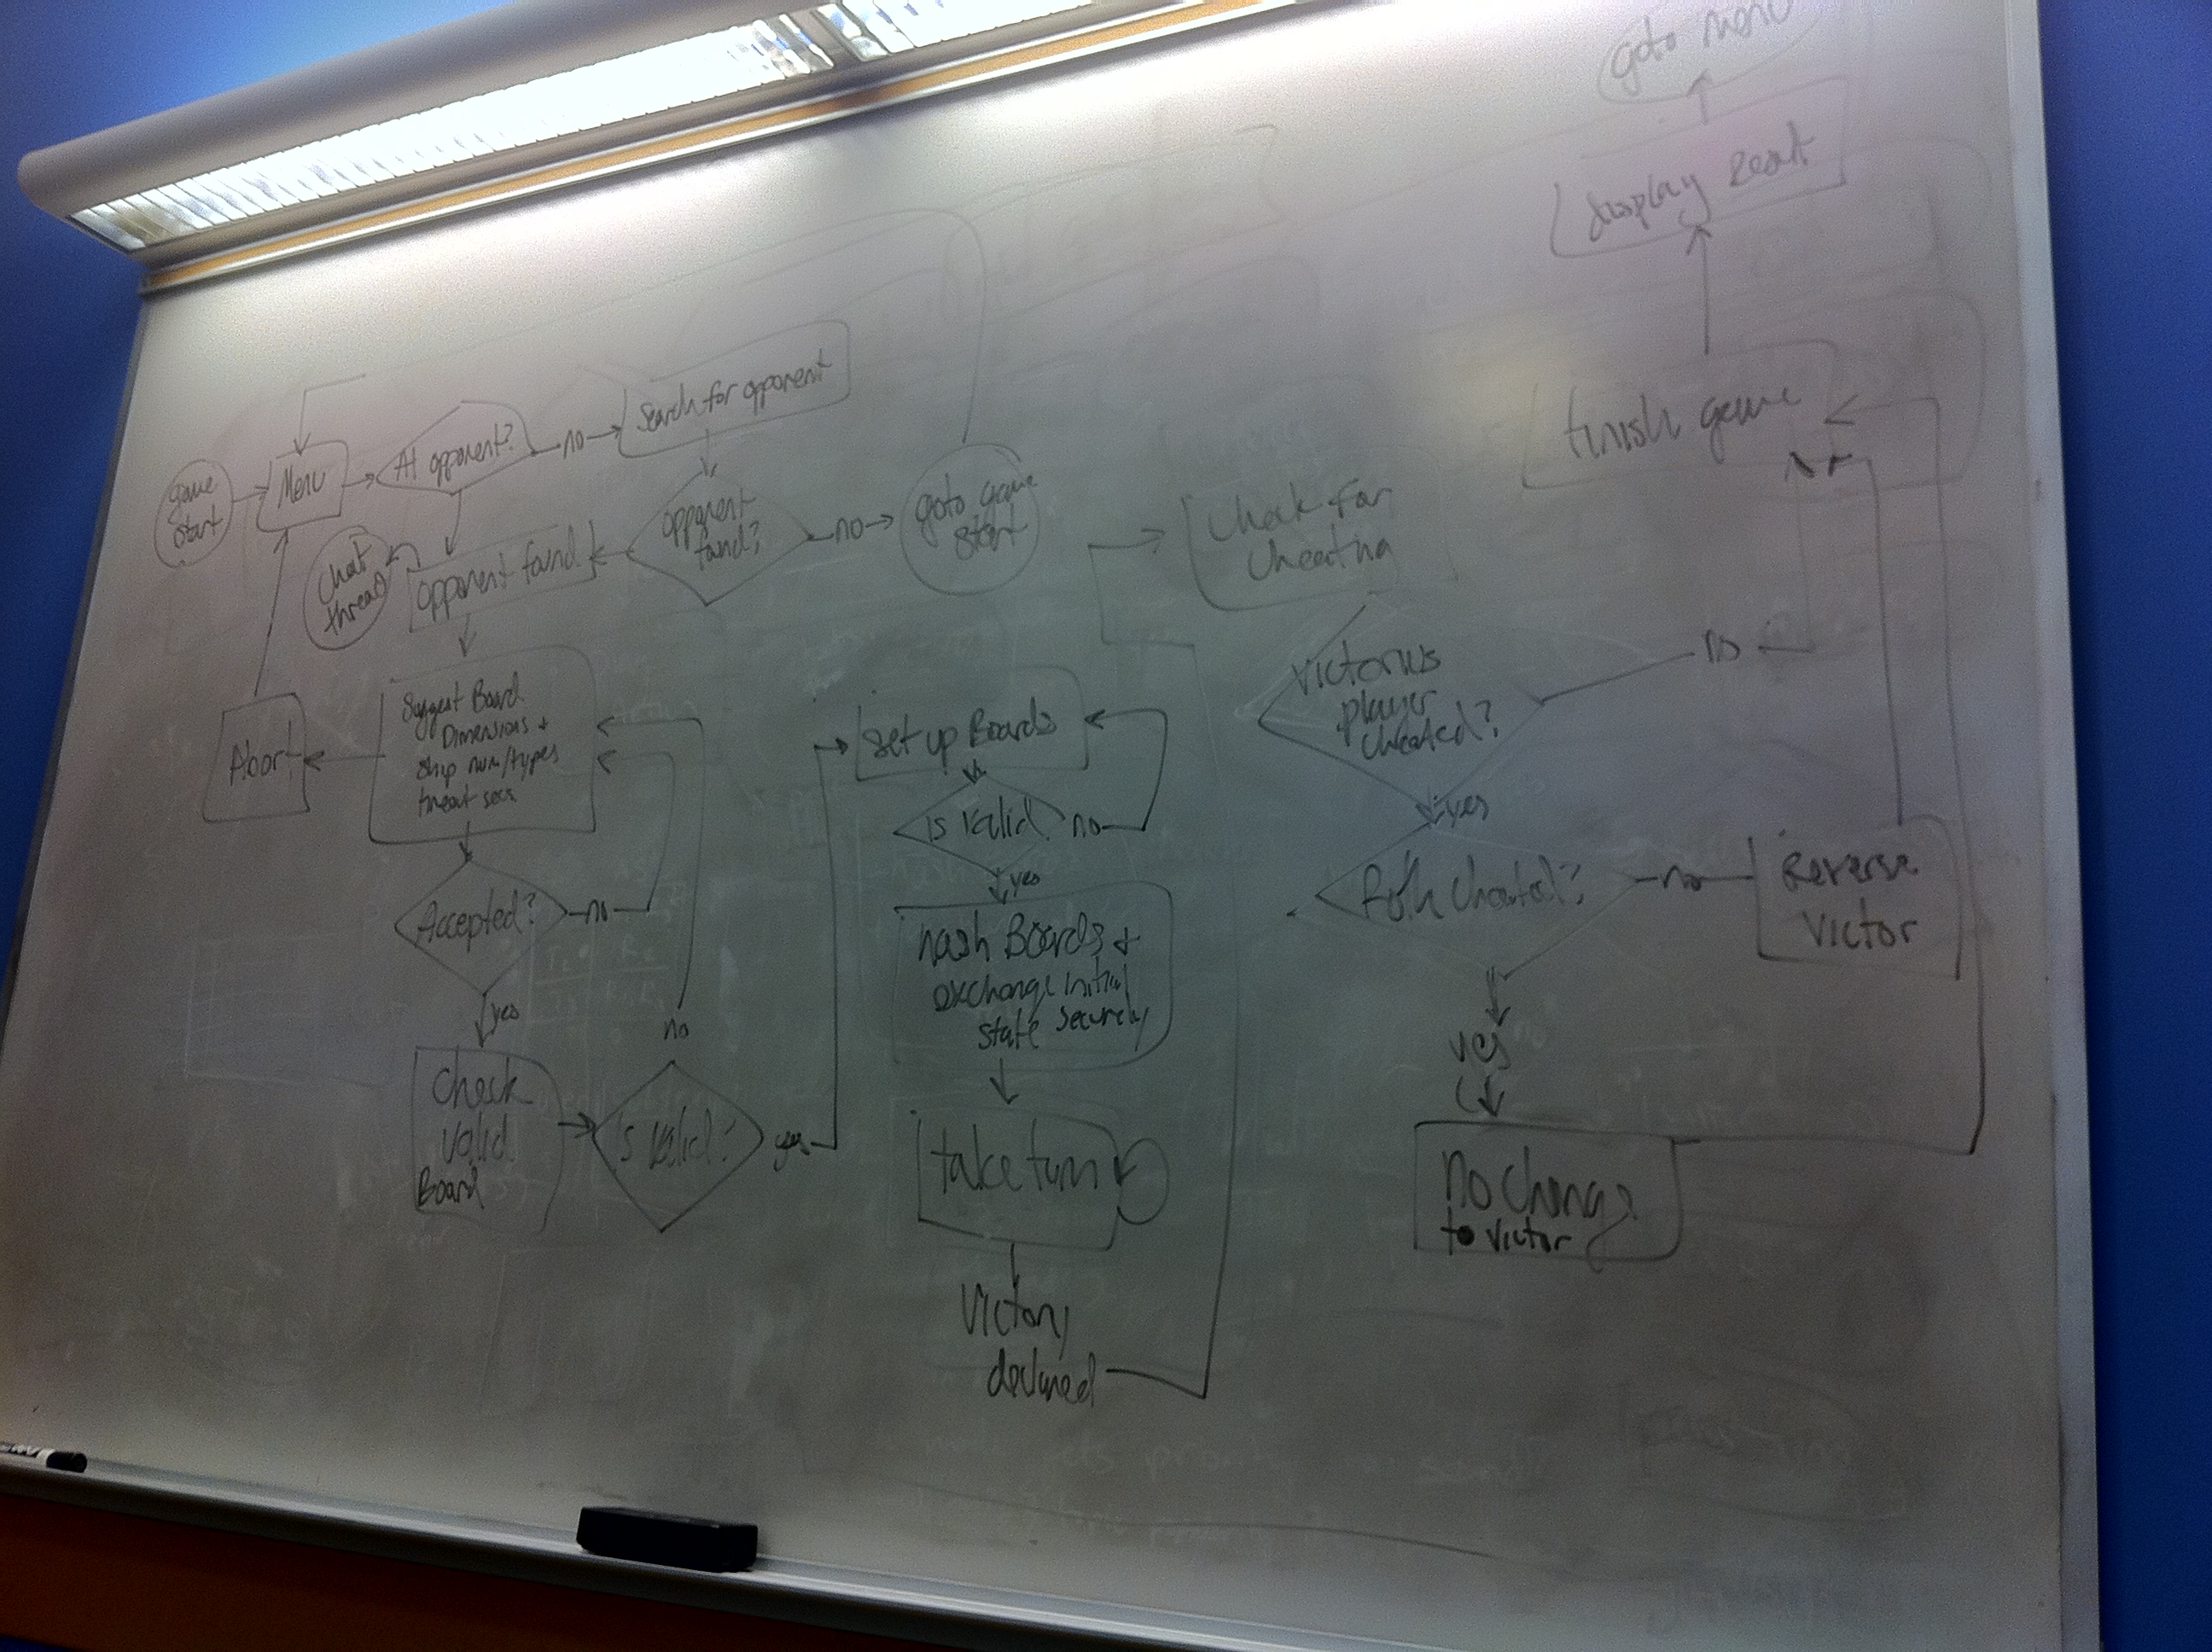 goto menu
display result
finish game
Search for opponent
AI opponent?
no
game
start
Menu
opponent
found?
no
goto game
start
Check for
cheating
chat
thread
opponent found
Suggest Board
Dimensions +
ship num/types
timeout secs
Abort
Set up Boards
is valid
no
yes
victorius
player
cheated?
no
yes
Accepted?
no
yes
hash Boards +
exchange initial
state securely
Both cheated?
no
Reverse
Victor
yes
Check
valid
Board
is valid?
no
yes
take turn
no change
to victor
Victory
declared